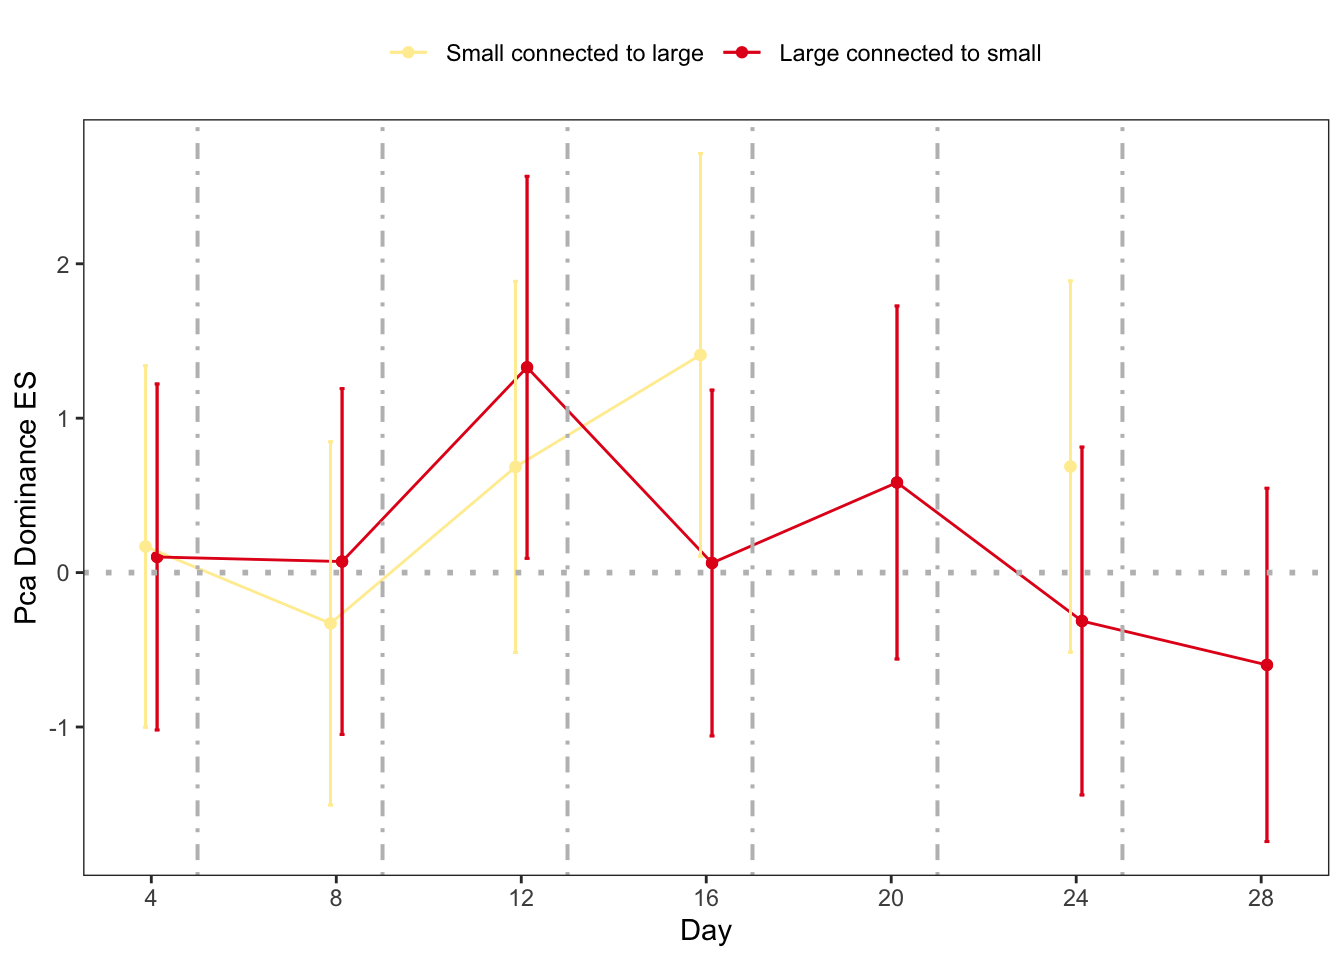 Small connected to large Large connected to small
Pca Dominance ES
2
1
0
-1
4 8 12 16 20 24 28
Day